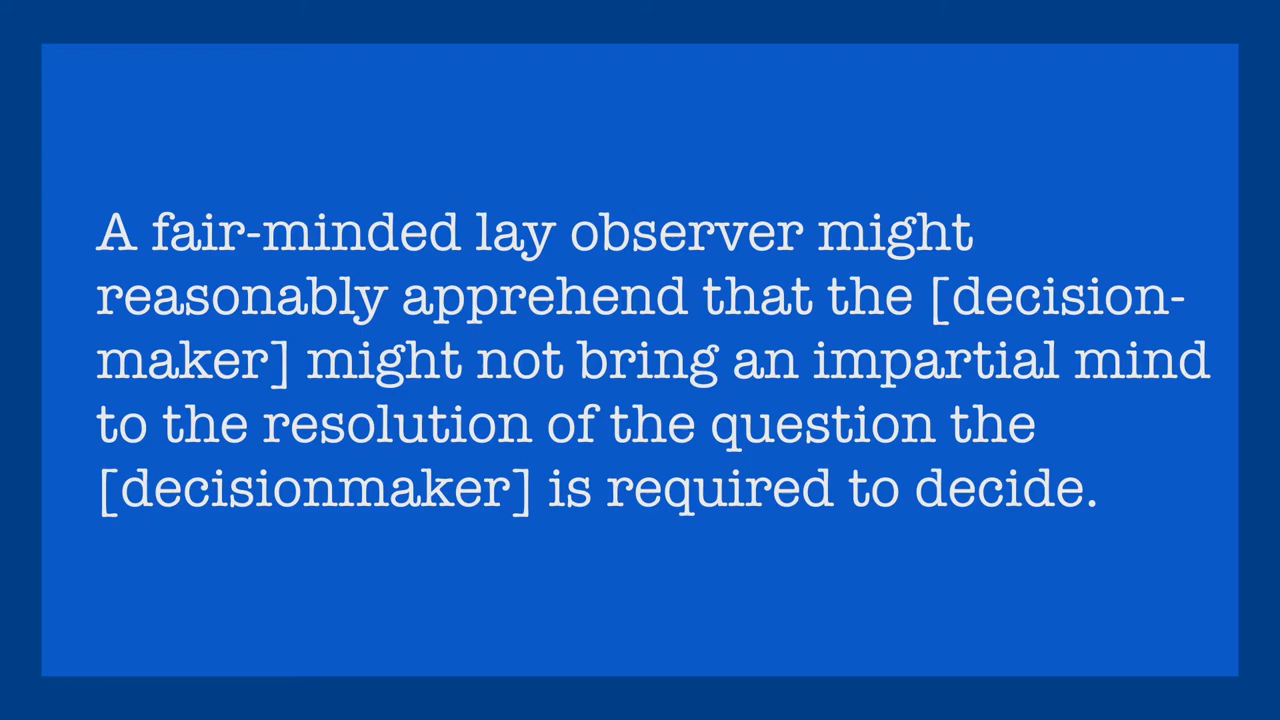 A fair-minded lay observer might
reasonably apprehend that the [decision-
maker] might not bring an impartial mind
to the resolution of the question the
[decisionmaker] is required to decide.